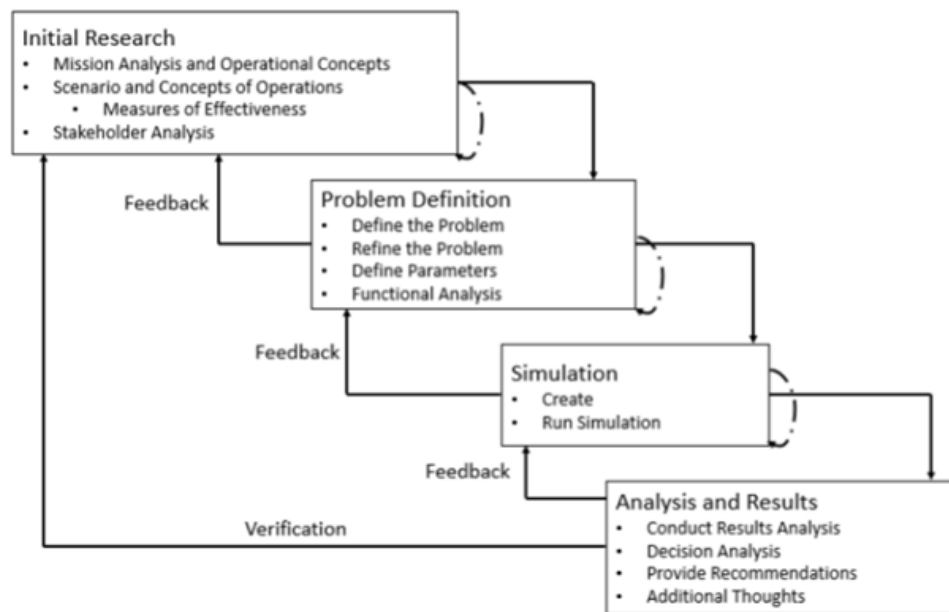 Initial Research
• Mission Analysis and Operational Concepts
• Scenario and Concepts of Operations
• Measures of Effectiveness
• Stakeholder Analysis
Feedback
Problem Definition
• Define the Problem
• Refine the Problem
• Define Parameters
• Functional Analysis
Feedback
Simulation
• Create
• Run Simulation
Feedback
Analysis and Results
• Conduct Results Analysis
• Decision Analysis
• Provide Recommendations
• Additional Thoughts
Verification